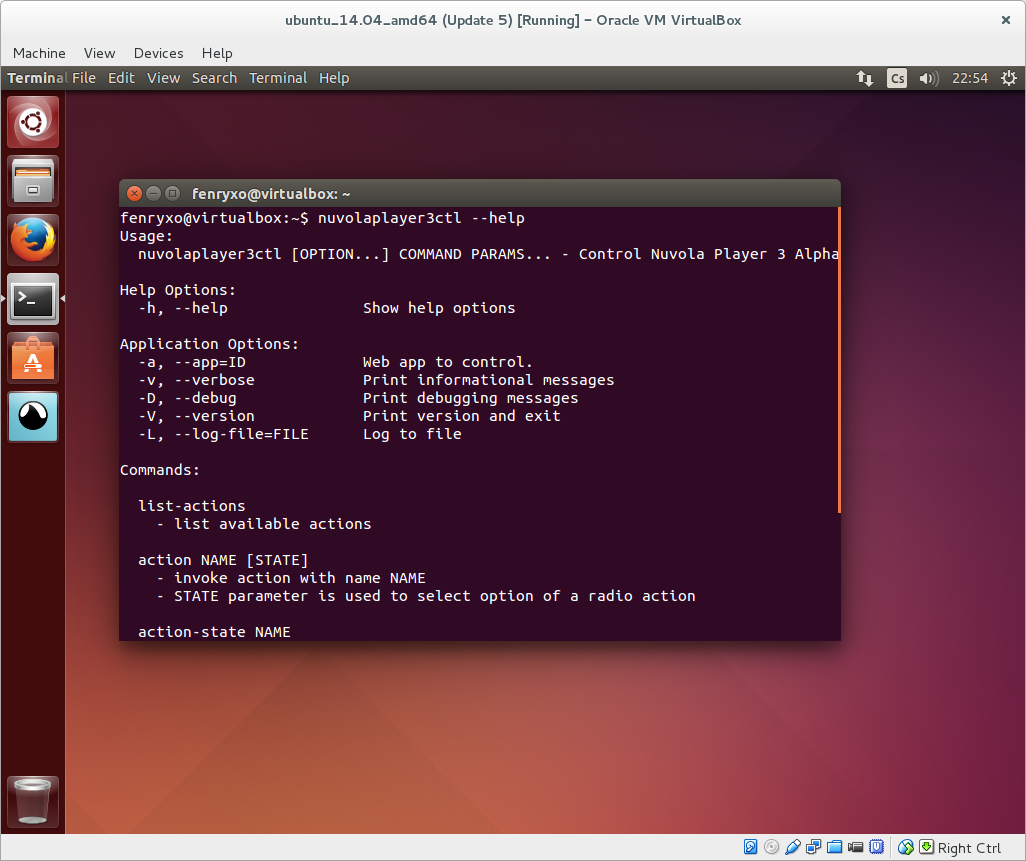 ubuntu_14.04_amd64 (Update 5) [Running] – Oracle VM VirtualBox
Machine View Devices Help
Terminal File Edit View Search Terminal Help Cs 22:54
fenryxo@virtualbox: ~
fenryxo@virtualbox:~$ nuvolaplayer3ctl --help
Usage:
nuvolaplayer3ctl [OPTION...] COMMAND PARAMS... - Control Nuvola Player 3 Alpha
Help Options:
-h, --help Show help options
Application Options:
-a, --app=ID Web app to control.
-v, --verbose Print informational messages
-D, --debug Print debugging messages
-V, --version Print version and exit
-L, --log-file=FILE Log to file
Commands:
list-actions
- list available actions
action NAME [STATE]
- invoke action with name NAME
- STATE parameter is used to select option of a radio action
action-state NAME
Right Ctrl